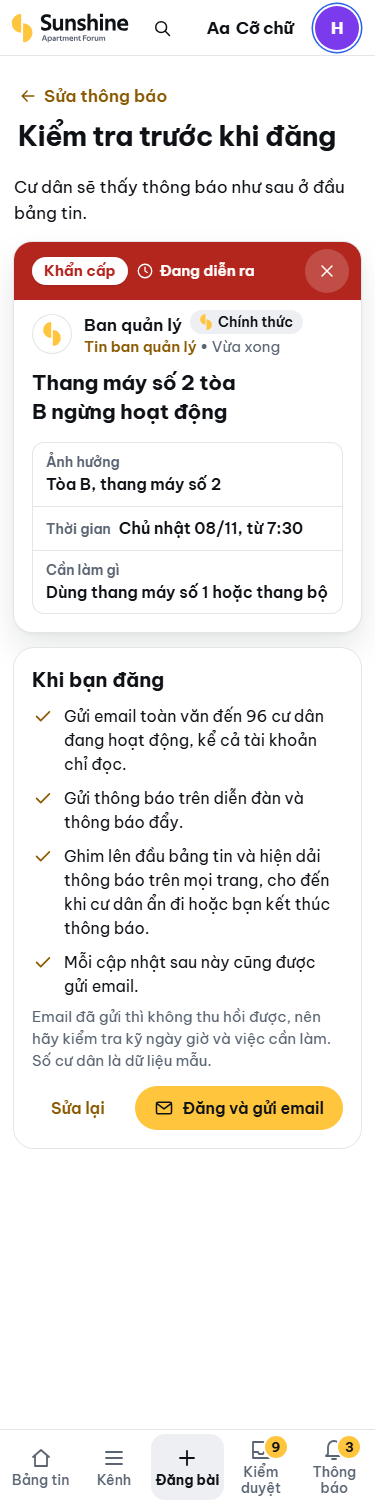 Sunshine
Apartment Forum
Aa Cỡ chữ
H
Sửa thông báo
Kiểm tra trước khi đăng
Cư dân sẽ thấy thông báo như sau ở đầu
bảng tin.
Khẩn cấp
Đang diễn ra
Ban quản lý
Chính thức
Tin ban quản lý • Vừa xong
Thang máy số 2 tòa
B ngừng hoạt động
Ảnh hưởng
Tòa B, thang máy số 2
Thời gian Chủ nhật 08/11, từ 7:30
Cần làm gì
Dùng thang máy số 1 hoặc thang bộ
Khi bạn đăng
Gửi email toàn văn đến 96 cư dân
đang hoạt động, kể cả tài khoản
chỉ đọc.
Gửi thông báo trên diễn đàn và
thông báo đẩy.
Ghim lên đầu bảng tin và hiện dải
thông báo trên mọi trang, cho đến
khi cư dân ẩn đi hoặc bạn kết thúc
thông báo.
Mỗi cập nhật sau này cũng được
gửi email.
Email đã gửi thì không thu hồi được, nên
hãy kiểm tra kỹ ngày giờ và việc cần làm.
Số cư dân là dữ liệu mẫu.
Sửa lại
Đăng và gửi email
Bảng tin
Kênh
Đăng bài
9
Kiểm
duyệt
3
Thông
báo